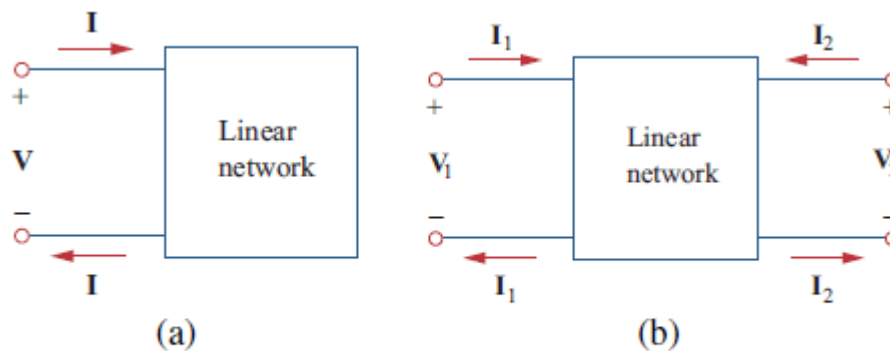 I
+
V
−
I
Linear
network
(a)
I1
I2
+
V1
−
I1
Linear
network
+
V
−
I2
(b)